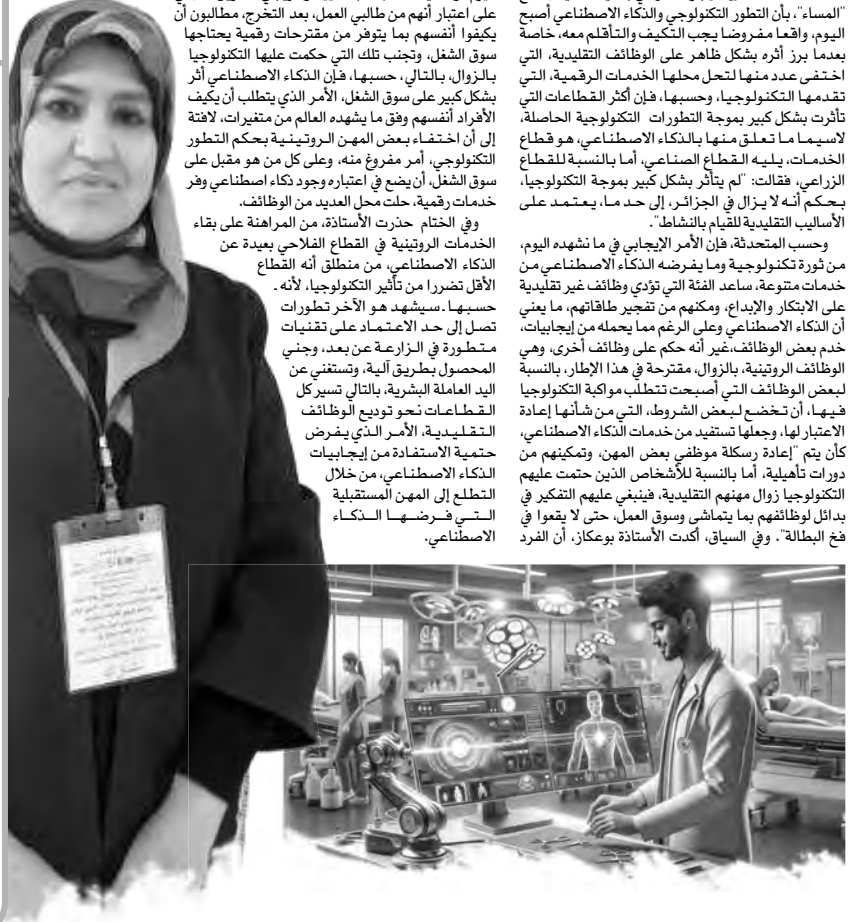 "المساء"، بأن التطور التكنولوجي والذكاء الاصطناعي أصبح
اليوم، واقعا مفروضا يجب التكيف والتأقلم معه، خاصة
بعدما برز أثره بشكل ظاهر على الوظائف التقليدية، التي
اختفى عدد منها لتحل محلها الخدمات الرقمية، التي
تقدمها التكنولوجيا، وحسبها، فإن أكثر القطاعات التي
تأثرت بشكل كبير بموجة التطورات التكنولوجية الحاصلة،
لاسيما ما تعلق منها بالذكاء الاصطناعي، هو قطاع
الخدمات، يليه القطاع الصناعي، أما بالنسبة للقطاع
الزراعي، فقالت: "لم يتأثر بشكل كبير بموجة التكنولوجيا،
بحكم أنه لا يزال في الجزائر، إلى حد ما، يعتمد على
الأساليب التقليدية للقيام بالنشاط".
وحسب المتحدثة، فإن الأمر الإيجابي في ما نشهده اليوم،
من ثورة تكنولوجية وما يفرضه الذكاء الاصطناعي من
خدمات متنوعة، ساعد الفئة التي تؤدي وظائف غير تقليدية
على الابتكار والإبداع، ومكنهم من تفجير طاقاتهم، ما يعني
أن الذكاء الاصطناعي وعلى الرغم مما يحمله من إيجابيات،
خدم بعض الوظائف،غير أنه حكم على وظائف أخرى، وهي
الوظائف الروتينية، بالزوال، مقترحة في هذا الإطار، بالنسبة
لبعض الوظائف التي أصبحت تتطلب مواكبة التكنولوجيا
فيها، أن تخضع لبعض الشروط، التي من شأنها إعادة
الاعتبار لها، وجعلها تستفيد من خدمات الذكاء الاصطناعي،
كأن يتم "إعادة رسكلة موظفي بعض المهن، وتمكينهم من
دورات تأهيلية، أما بالنسبة للأشخاص الذين حتمت عليهم
التكنولوجيا زوال مهنهم التقليدية، فينبغي عليهم التفكير في
بدائل لوظائفهم بما يتماشى وسوق العمل، حتى لا يقعوا في
فخ البطالة". وفي السياق، أكدت الأستاذة بوعكاز، أن الفرد
على اعتبار أنهم من طالبي العمل، بعد التخرج، مطالبون أن
يكيفوا أنفسهم بما يتوفر من مقترحات رقمية يحتاجها
سوق الشغل، وتجنب تلك التي حكمت عليها التكنولوجيا
بالزوال، بالتالي، حسبها، فإن الذكاء الاصطناعي أثر
بشكل كبير على سوق الشغل، الأمر الذي يتطلب أن يكيف
الأفراد أنفسهم وفق ما يشهده العالم من متغيرات، لافتة
إلى أن اختفاء بعض المهن الروتينية بحكم التطور
التكنولوجي، أمر مفروغ منه، وعلى كل من هو مقبل على
سوق الشغل، أن يضع في اعتباره وجود ذكاء اصطناعي وفر
خدمات رقمية، حلت محل العديد من الوظائف.
وفي الختام حذرت الأستاذة، من المراهنة على بقاء
الخدمات الروتينية في القطاع الفلاحي بعيدة عن
الذكاء الاصطناعي، من منطلق أنه القطاع
الأقل تضررا من تأثير التكنولوجيا، لأنه ـ
حسبها ـ سيشهد هو الآخر تطورات
تصل إلى حد الاعتماد على تقنيات
متطورة في الزراعة عن بعد، وجني
المحصول بطريق آلية، وتستغني عن
اليد العاملة البشرية، بالتالي تسير كل
القطاعات نحو توديع الوظائف
التقليدية، الأمر الذي يفرض
حتمية الاستفادة من إيجابيات
الذكاء الاصطناعي، من خلال
التطلع إلى المهن المستقبلية
التي فرضها الذكاء
الاصطناعي.